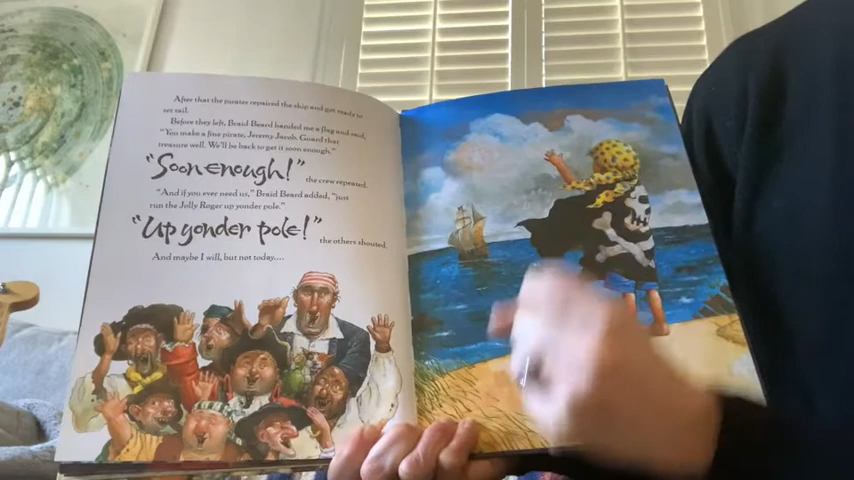 After that the pirates repaired the ship and got ready to
set sail.
Before they left, Braid Beard handed me a flag and said,
"You make a fine pirate, Jeremy Jacob. Guard that
treasure well. We'll be back to get it soon enough."
"Soon enough!" the crew repeated.
"And if you ever need us," Braid Beard added, "just
run the Jolly Roger up yonder pole."
"Up yonder pole!" the others shouted.
And maybe I will, but not today....